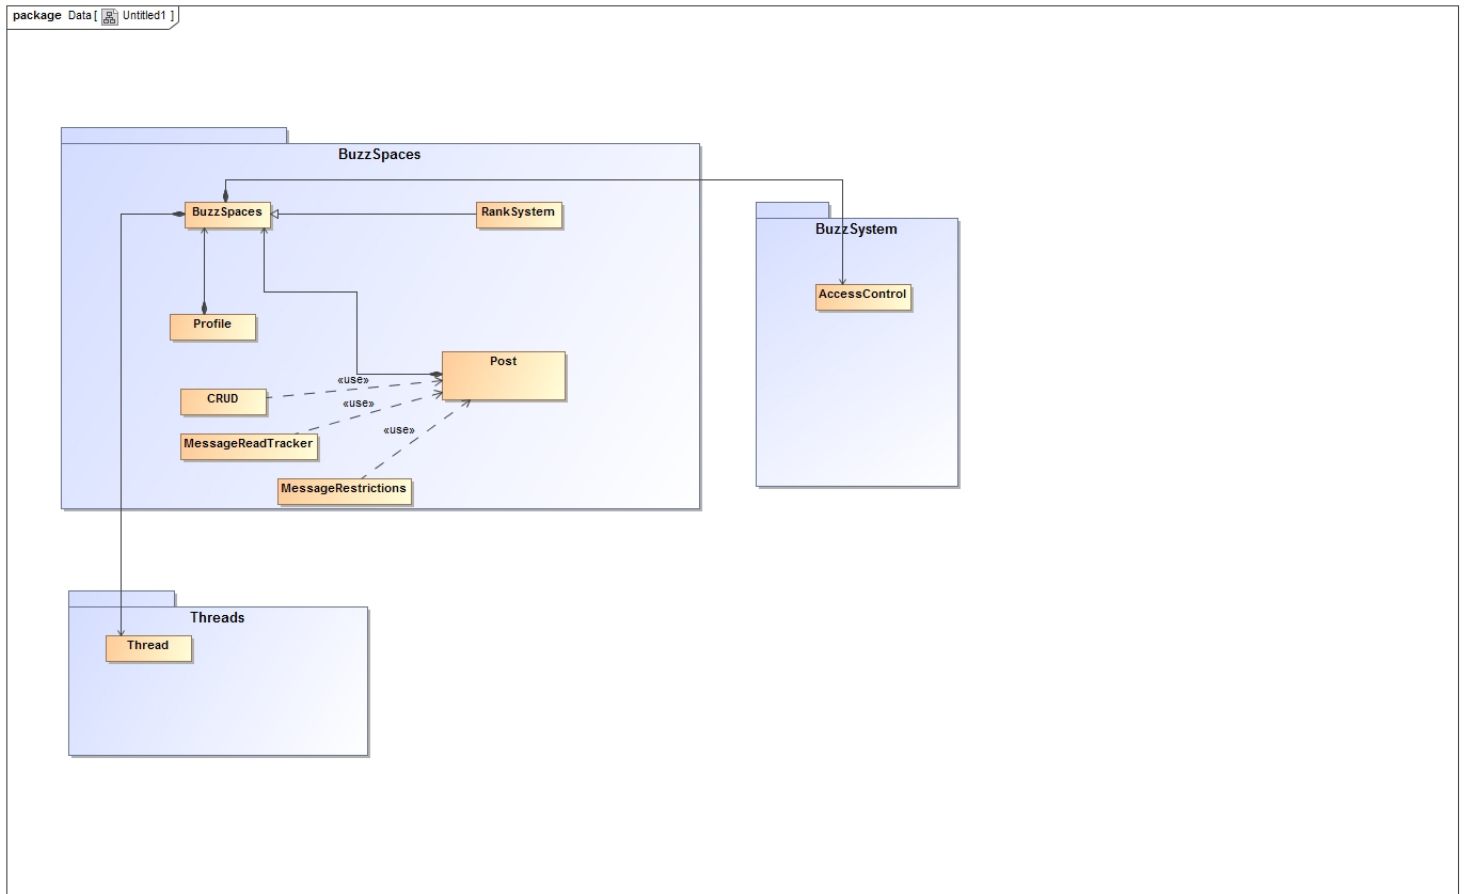 package Data [ Untitled1 ]
BuzzSpaces
BuzzSpaces
RankSystem
BuzzSystem
AccessControl
Profile
Post
«use»
CRUD
«use»
«use»
MessageReadTracker
MessageRestrictions
Threads
Thread